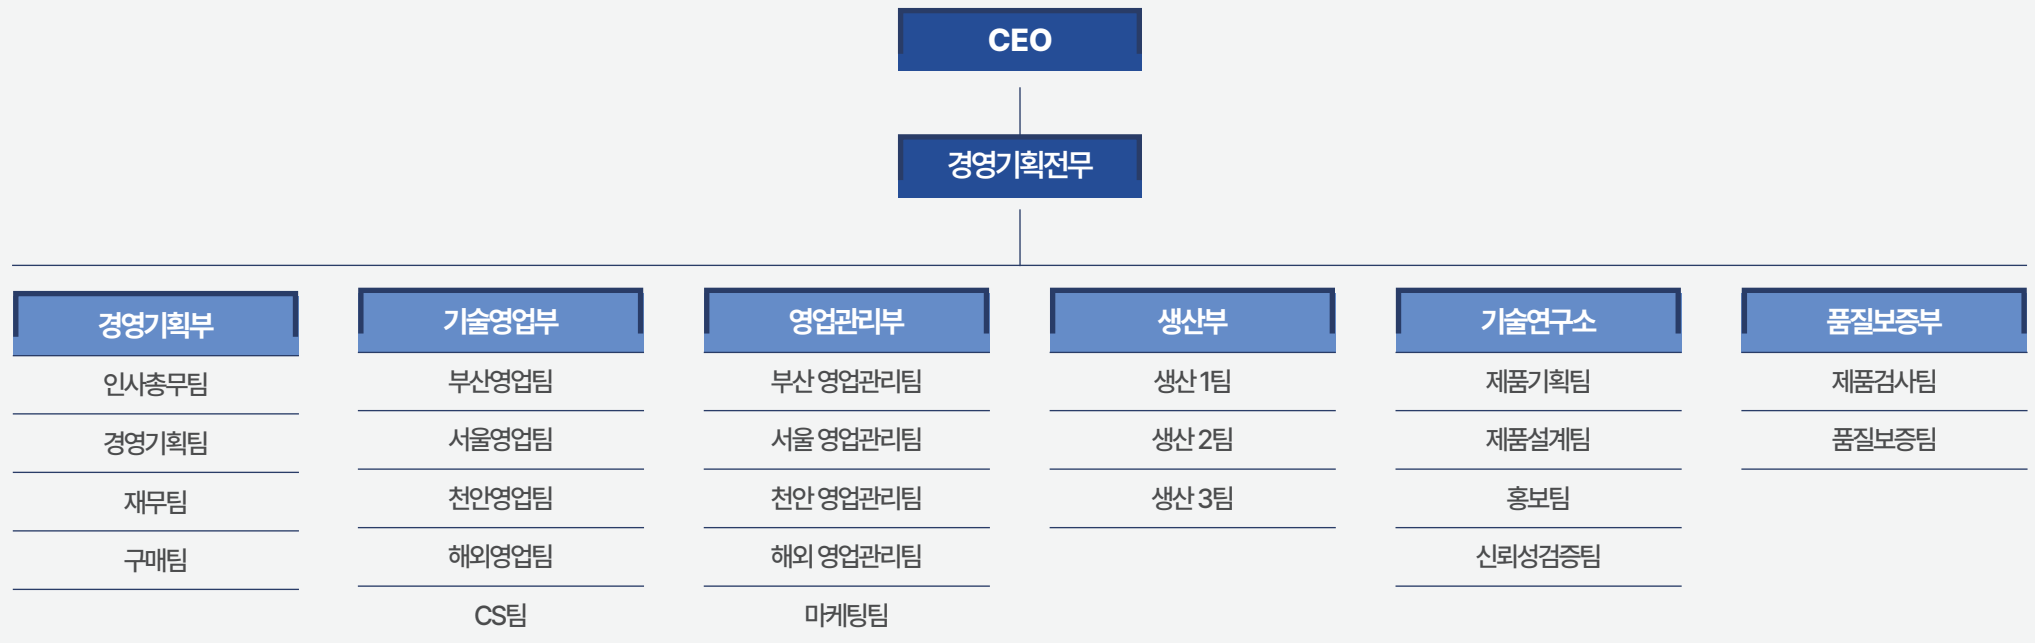 CEO
경영기획전무
경영기획부
인사총무팀
경영기획팀
재무팀
구매팀
기술영업부
부산영업팀
서울영업팀
천안영업팀
해외영업팀
CS팀
영업관리부
부산 영업관리팀
서울 영업관리팀
천안 영업관리팀
해외 영업관리팀
마케팅팀
생산부
생산 1팀
생산 2팀
생산 3팀
기술연구소
제품기획팀
제품설계팀
홍보팀
신뢰성검증팀
품질보증부
제품검사팀
품질보증팀